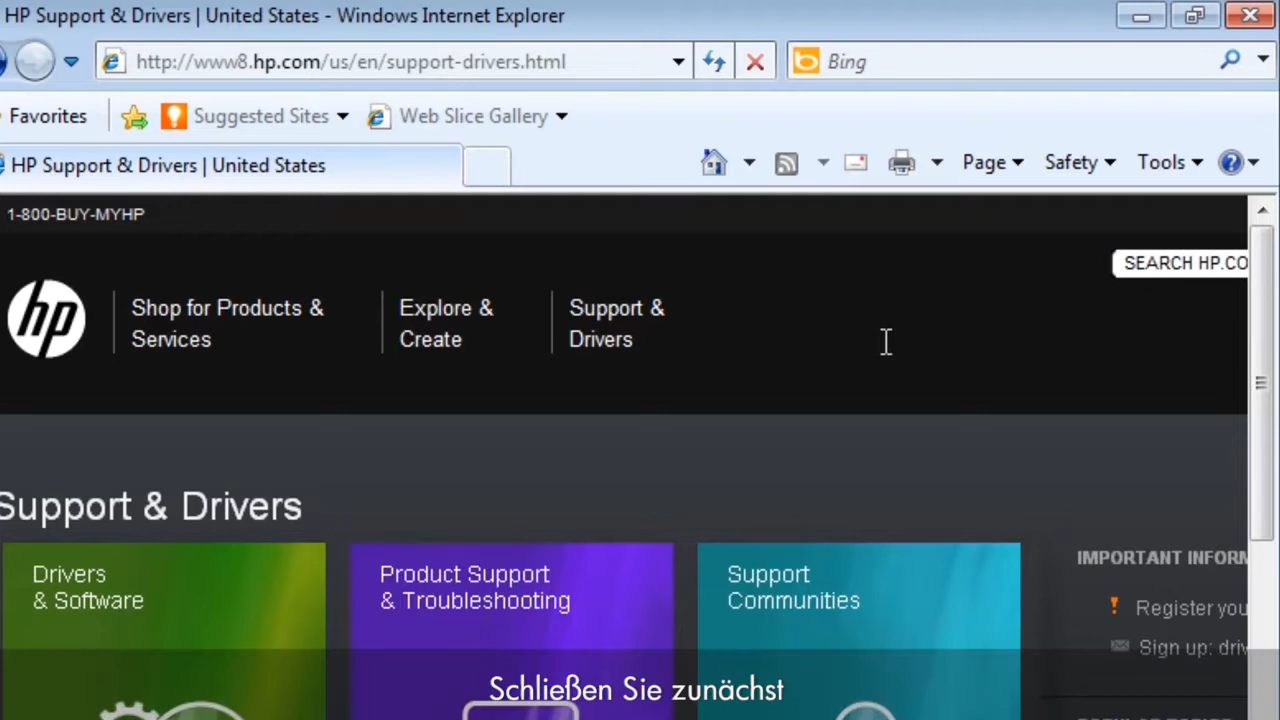 HP Support & Drivers | United States - Windows Internet Explorer
http://www8.hp.com/us/en/support-drivers.html
Bing
Favorites
Suggested Sites
Web Slice Gallery
HP Support & Drivers | United States
Page
Safety
Tools
1-800-BUY-MYHP
SEARCH HP.CO
hp
Shop for Products &
Services
Explore &
Create
Support &
Drivers
Support & Drivers
Drivers
& Software
Product Support
& Troubleshooting
Support
Communities
IMPORTANT INFORM
Register you
Sign up: driv
Schließen Sie zunächst